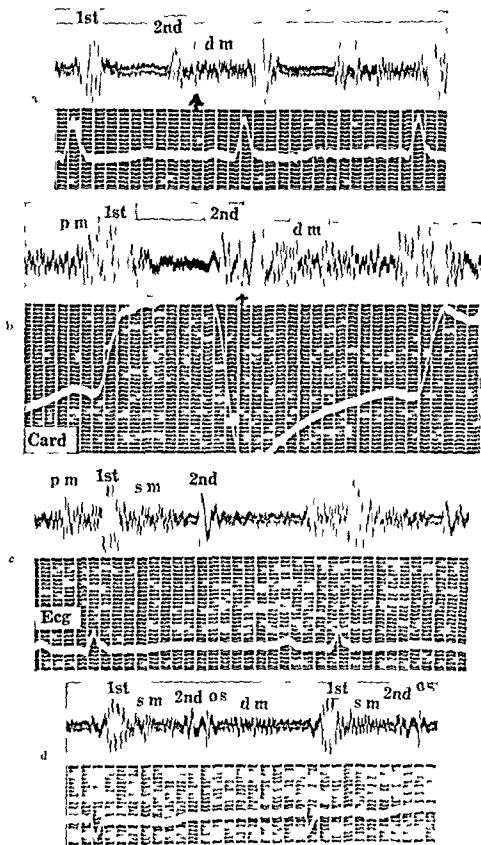 1st
2nd
d m
a
p m 1st 2nd
d m
b
Card
p m 1st s m 2nd
c
Ecg
1st s m 2nd os d m 1st s m 2nd os
d